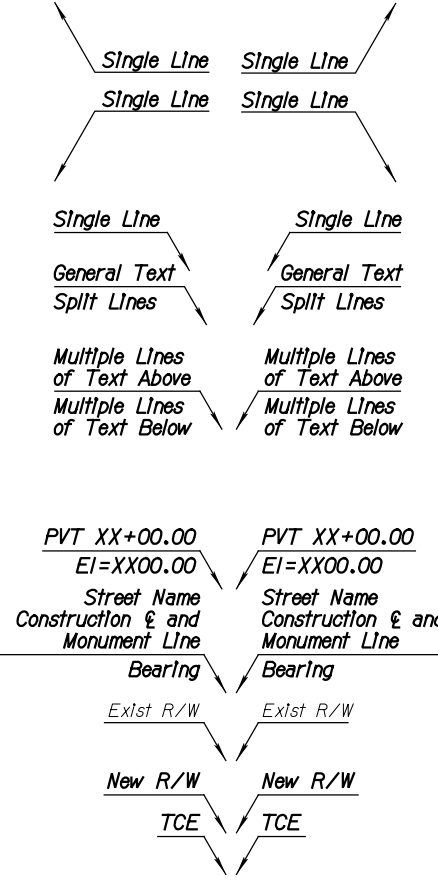 Single Line Single Line
Single Line Single Line
Single Line Single Line
General Text General Text
Split Lines Split Lines
Multiple Lines Multiple Lines
of Text Above of Text Above
Multiple Lines Multiple Lines
of Text Below of Text Below
PVT XX+00.00 PVT XX+00.00
El=XX00.00 El=XX00.00
Street Name Street Name
Construction ℄ and Construction ℄ and
Monument Line Monument Line
Bearing Bearing
Exist R/W Exist R/W
New R/W New R/W
TCE TCE